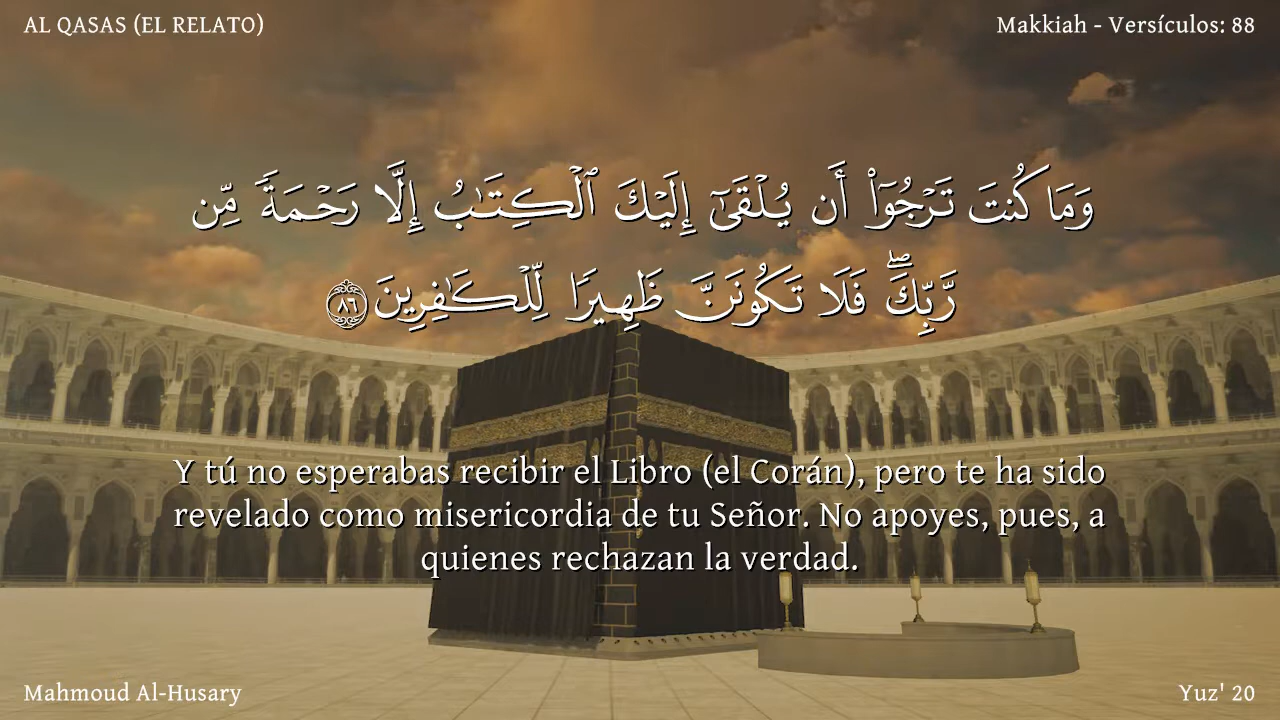 AL QASAS (EL RELATO)
Makkiah - Versículos: 88
وَمَا كُنتَ تَرْجُوٓا۟ أَن يُلْقَىٰٓ إِلَيْكَ ٱلْكِتَـٰبُ إِلَّا رَحْمَةً مِّن
رَّبِّكَ ۖ فَلَا تَكُونَنَّ ظَهِيرًا لِّلْكَـٰفِرِينَ ٨٦
Y tú no esperabas recibir el Libro (el Corán), pero te ha sido
revelado como misericordia de tu Señor. No apoyes, pues, a
quienes rechazan la verdad.
Mahmoud Al-Husary
Yuz' 20